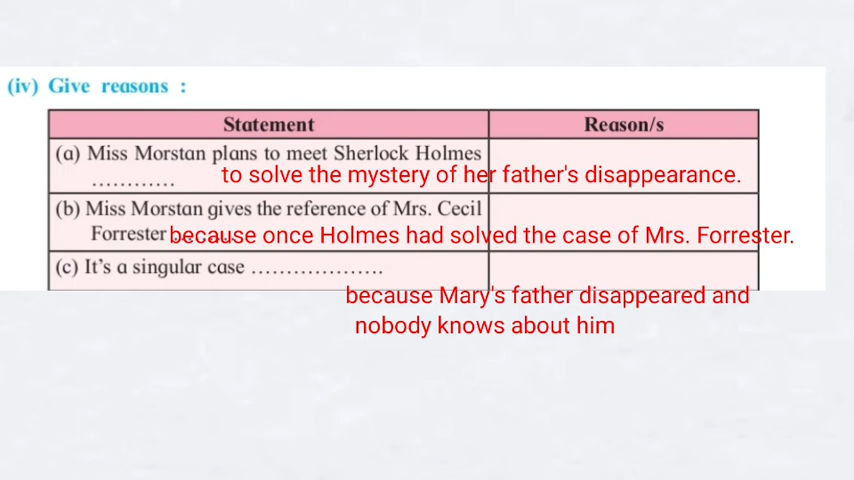 (iv) Give reasons :
Statement Reason/s
(a) Miss Morstan plans to meet Sherlock Holmes
............ to solve the mystery of her father's disappearance.
(b) Miss Morstan gives the reference of Mrs. Cecil
Forrester because once Holmes had solved the case of Mrs. Forrester.
(c) It's a singular case ...................
because Mary's father disappeared and
nobody knows about him